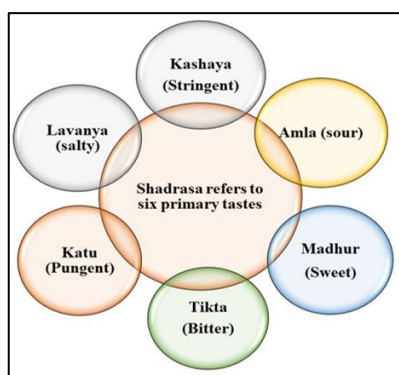 Kashaya
(Stringent)
Amla (sour)
Madhur
(Sweet)
Tikta
(Bitter)
Katu
(Pungent)
Lavanya
(salty)
Shadrasa refers to
six primary tastes